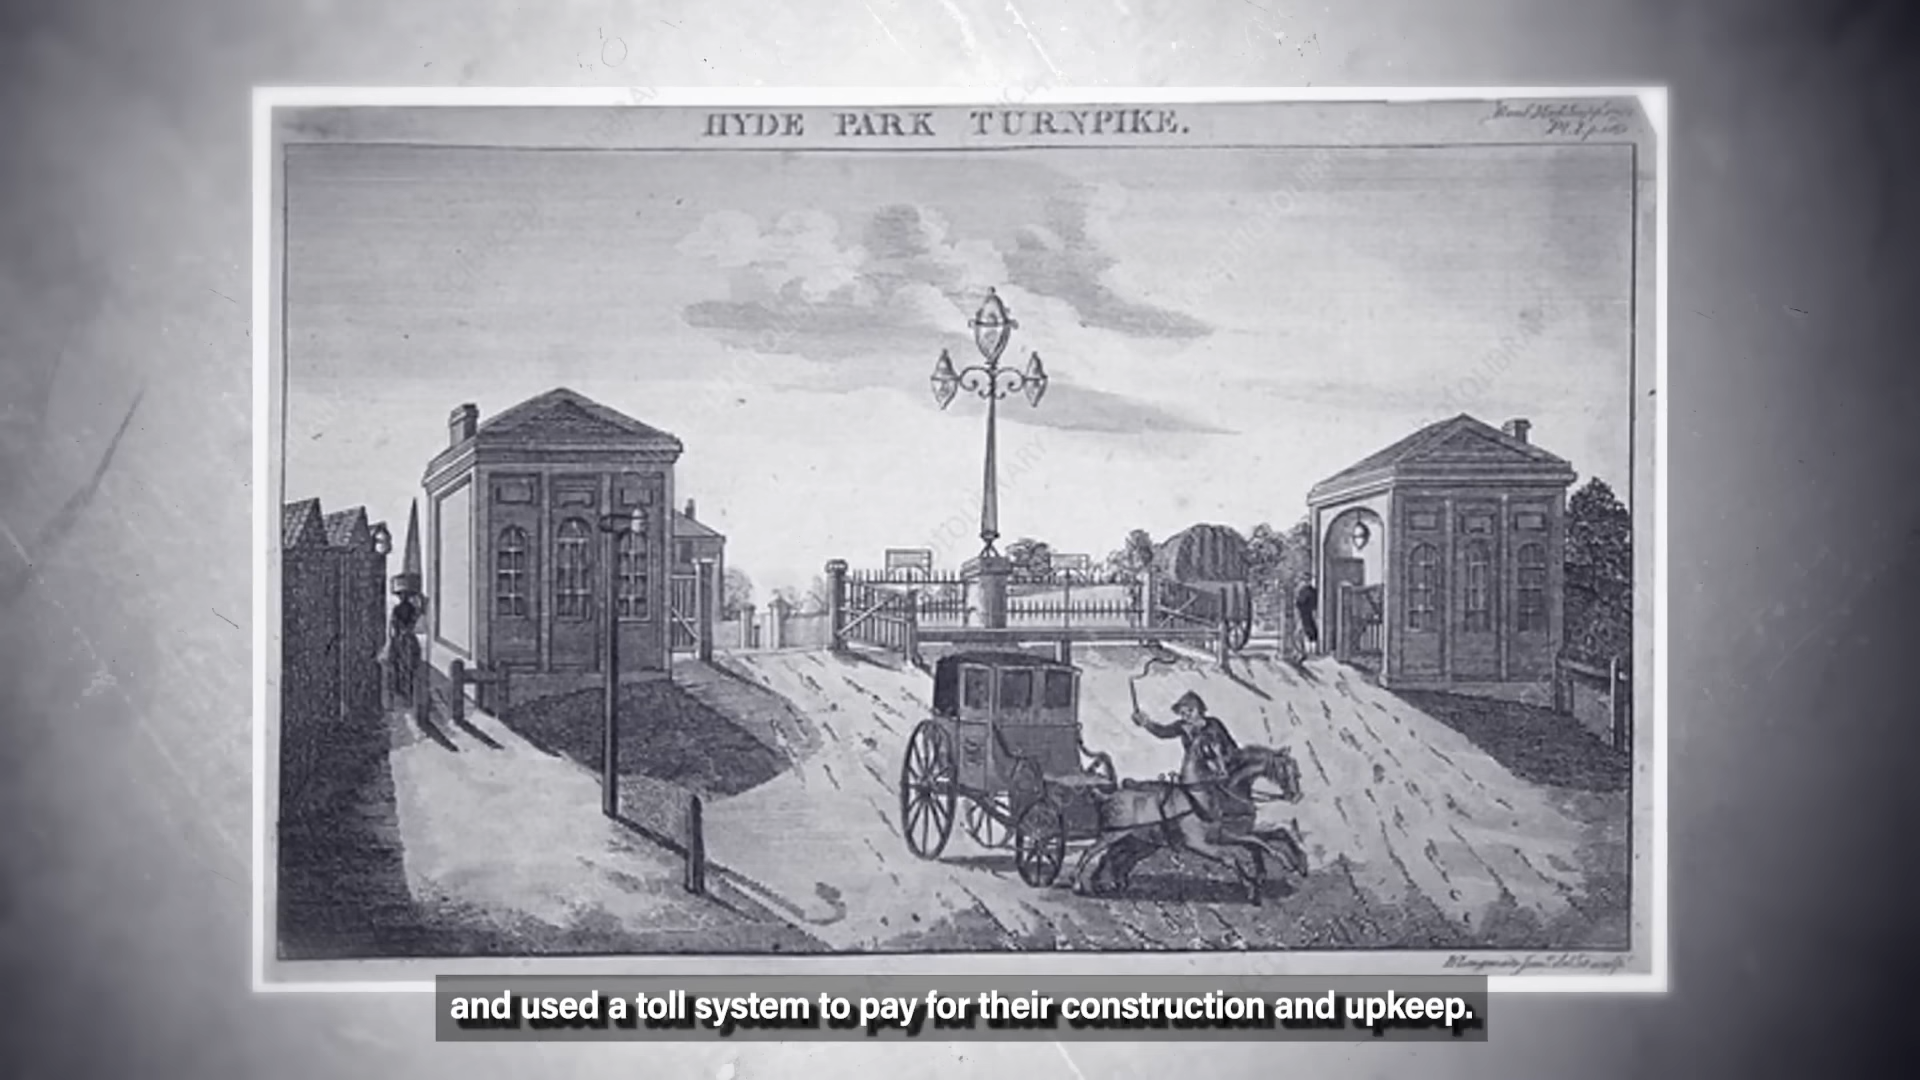 HYDE PARK TURNPIKE.
and used a toll system to pay for their construction and upkeep.